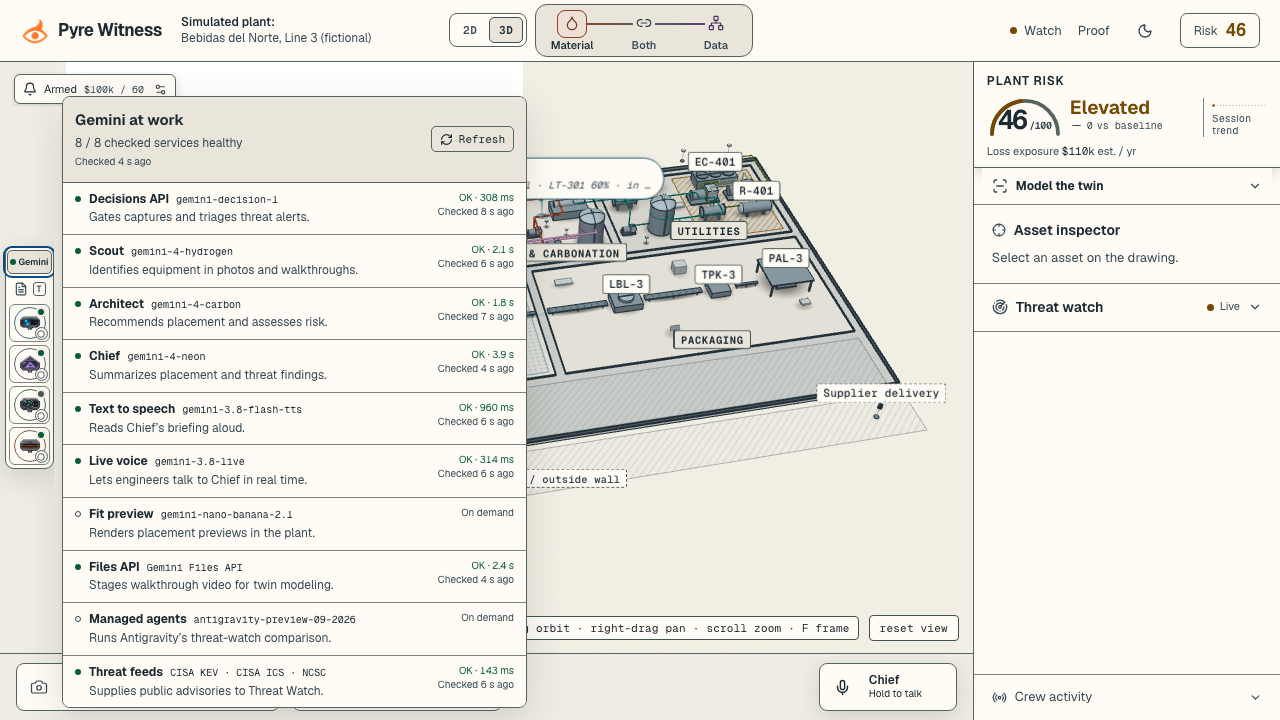 Pyre Witness
Simulated plant:
Bebidas del Norte, Line 3 (fictional)
2D 3D
Material Both Data
Watch Proof
Risk 46
Armed $100k / 60
Gemini at work
8 / 8 checked services healthy
Checked 4 s ago
Refresh
Decisions API gemini-decision-1
Gates captures and triages threat alerts.
OK · 308 ms
Checked 8 s ago
Scout gemini-4-hydrogen
Identifies equipment in photos and walkthroughs.
OK · 2.1 s
Checked 6 s ago
Architect gemini-4-carbon
Recommends placement and assesses risk.
OK · 1.8 s
Checked 7 s ago
Chief gemini-4-neon
Summarizes placement and threat findings.
OK · 3.9 s
Checked 4 s ago
Text to speech gemini-3.8-flash-tts
Reads Chief's briefing aloud.
OK · 960 ms
Checked 6 s ago
Live voice gemini-3.8-live
Lets engineers talk to Chief in real time.
OK · 314 ms
Checked 6 s ago
Fit preview gemini-nano-banana-2.1
Renders placement previews in the plant.
On demand
Files API Gemini Files API
Stages walkthrough video for twin modeling.
OK · 2.4 s
Checked 4 s ago
Managed agents antigravity-preview-09-2026
Runs Antigravity's threat-watch comparison.
On demand
Threat feeds CISA KEV · CISA ICS · NCSC
Supplies public advisories to Threat Watch.
OK · 143 ms
Checked 6 s ago
Gemini
T
· LT-301 60% · in …
EC-401
R-401
UTILITIES
& CARBONATION
PAL-3
TPK-3
LBL-3
PACKAGING
Supplier delivery
/ outside wall
orbit · right-drag pan · scroll zoom · F frame
reset view
Chief
Hold to talk
PLANT RISK
46 /100
Elevated
— 0 vs baseline
Session
trend
Loss exposure $110k est. / yr
Model the twin
Asset inspector
Select an asset on the drawing.
Threat watch
Live
Crew activity